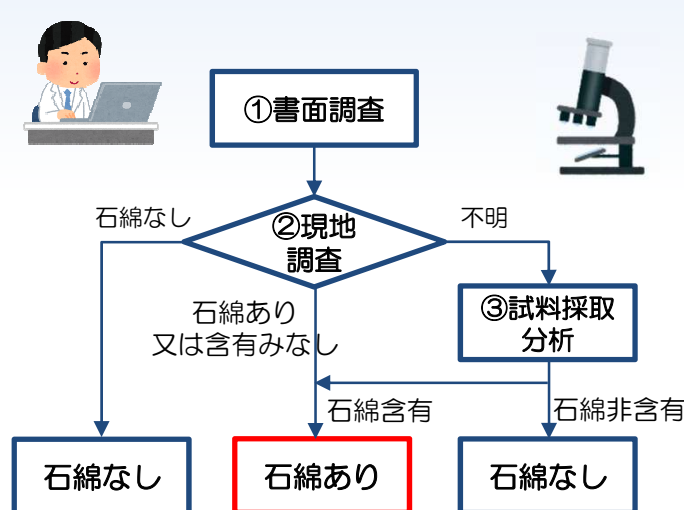 ①書面調査
石綿なし
②現地
調査
不明
石綿あり
又は含有みなし
③試料採取
分析
石綿含有
石綿非含有
石綿なし
石綿あり
石綿なし